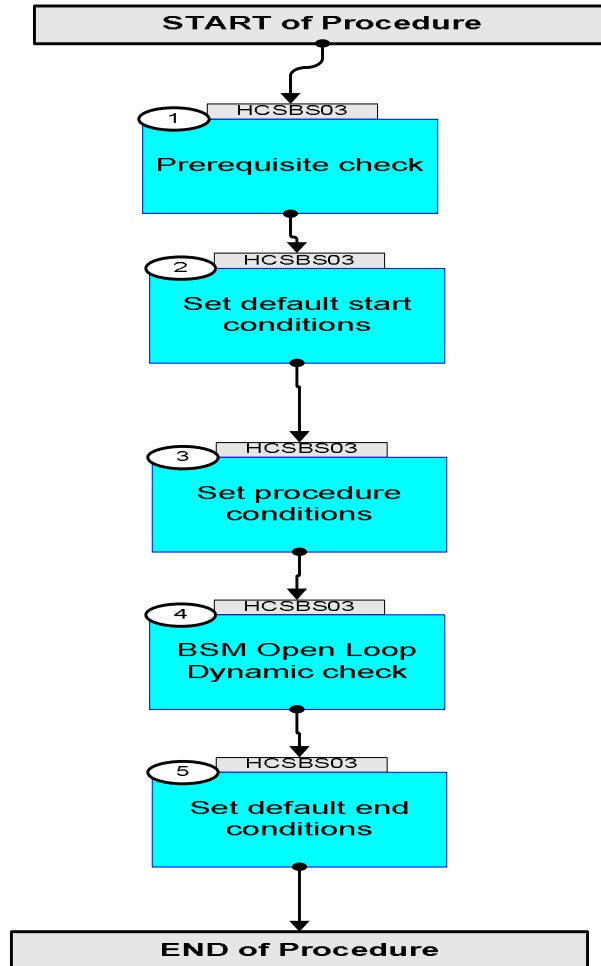 START of Procedure
HCSBS03
1
Prerequisite check
HCSBS03
2
Set default start
conditions
HCSBS03
3
Set procedure
conditions
HCSBS03
4
BSM Open Loop
Dynamic check
HCSBS03
5
Set default end
conditions
END of Procedure